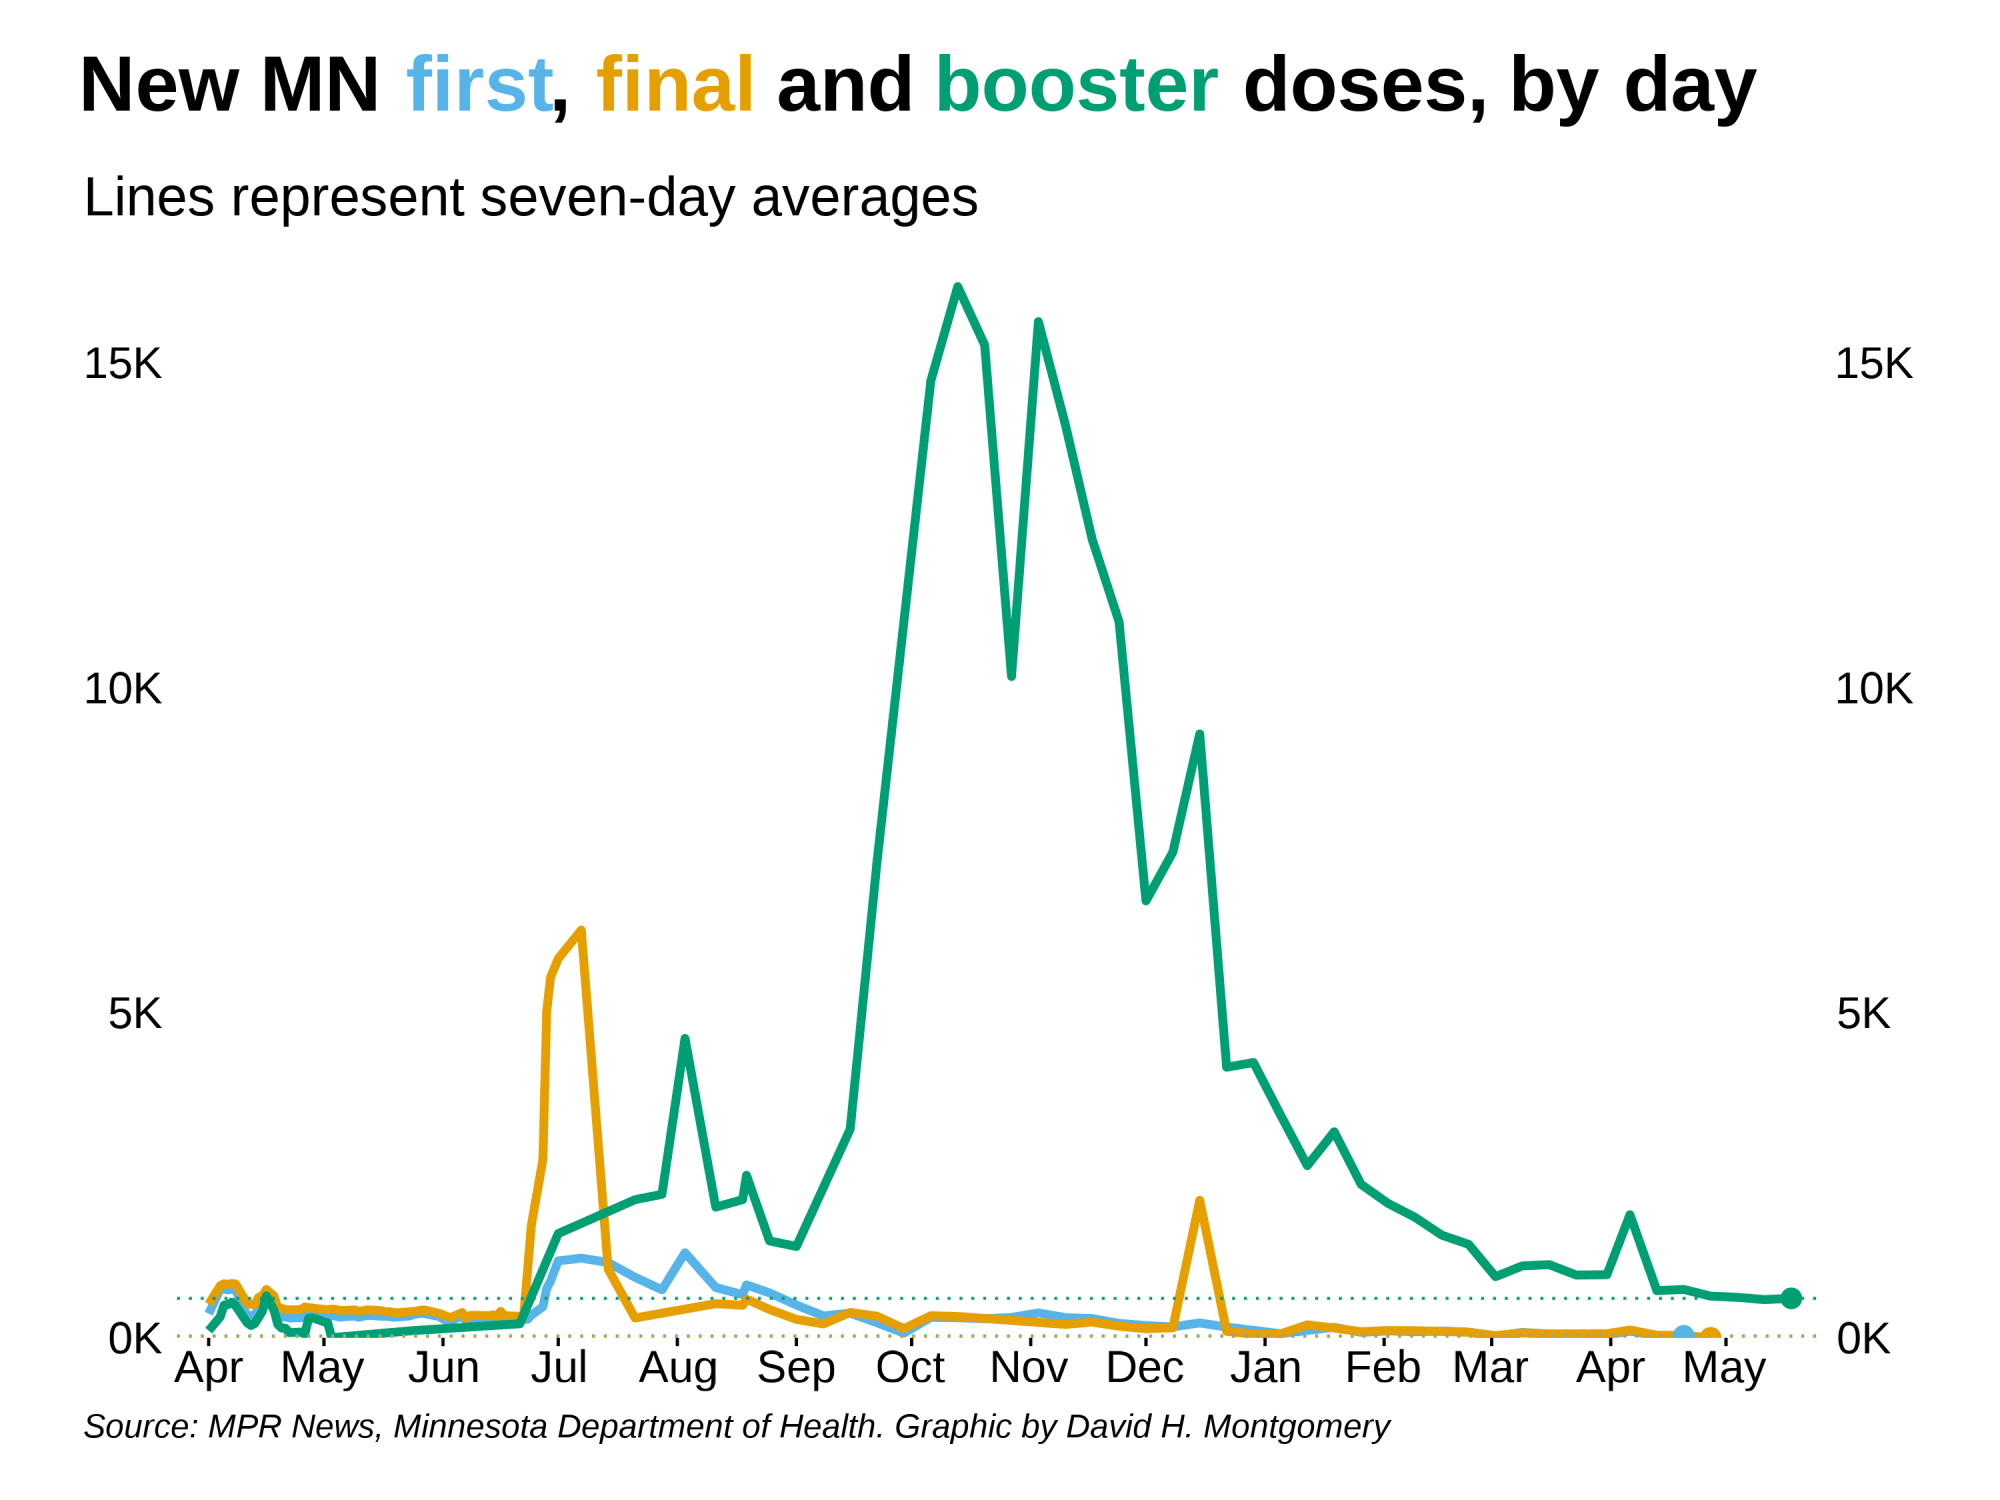 New MN first, final and booster doses, by day
Lines represent seven-day averages
15K 15K
10K 10K
5K 5K
0K 0K
Apr May Jun Jul Aug Sep Oct Nov Dec Jan Feb Mar Apr May
Source: MPR News, Minnesota Department of Health. Graphic by David H. Montgomery